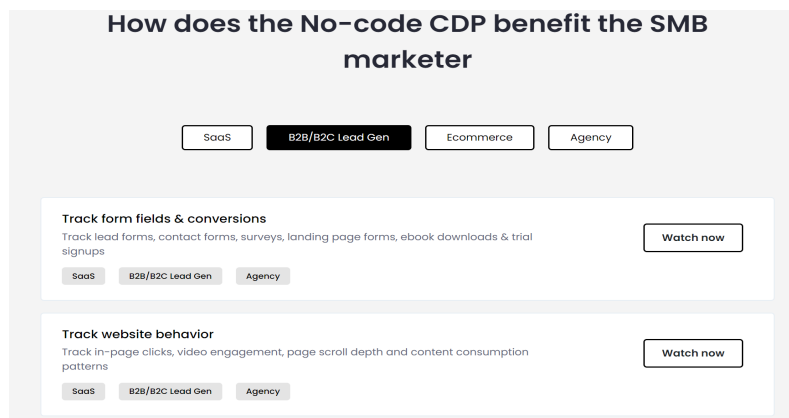 How does the No-code CDP benefit the SMB
marketer
SaaS
B2B/B2C Lead Gen
Ecommerce
Agency
Track form fields & conversions
Track lead forms, contact forms, surveys, landing page forms, ebook downloads & trial
signups
Watch now
SaaS
B2B/B2C Lead Gen
Agency
Track website behavior
Track in-page clicks, video engagement, page scroll depth and content consumption
patterns
Watch now
SaaS
B2B/B2C Lead Gen
Agency